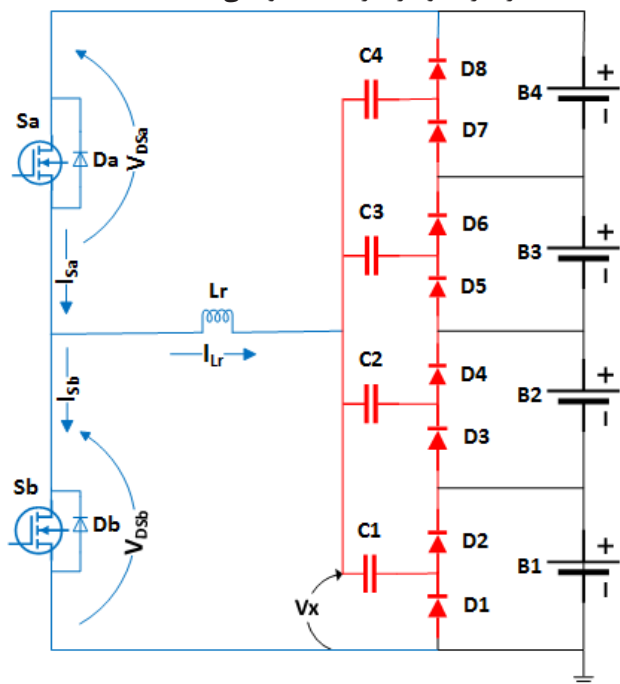 C4
D8
B4
+
-
Sa
Da
VDSa
D7
C3
D6
B3
+
-
D5
ISa
Lr
ILr
C2
D4
B2
+
-
D3
ISb
Sb
Db
VDSb
C1
D2
B1
+
-
Vx
D1